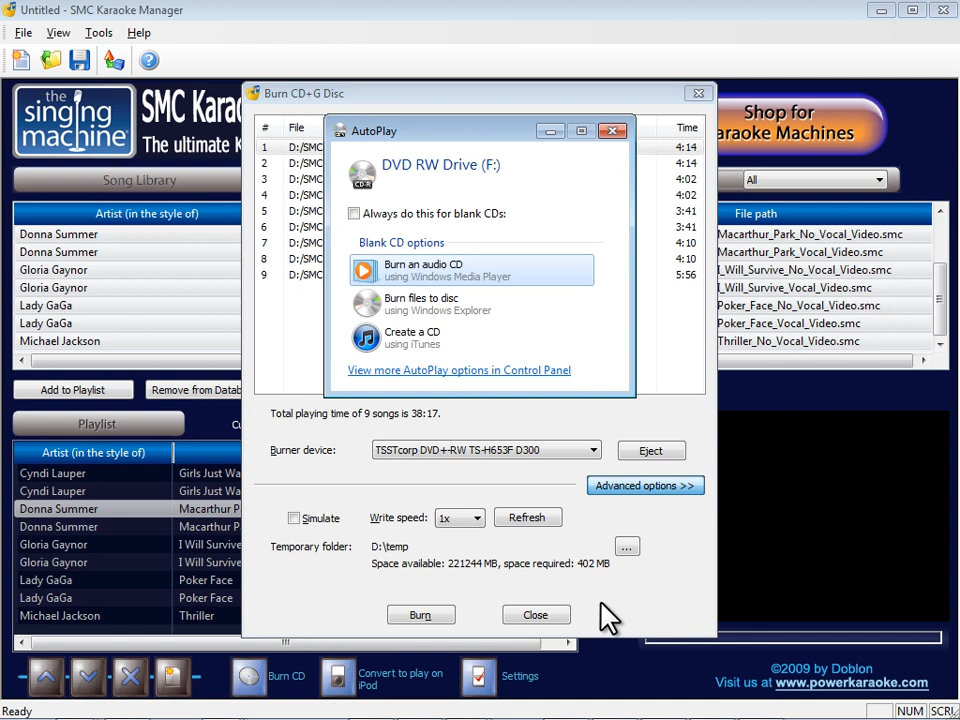 Untitled - SMC Karaoke Manager
File View Tools Help
the singing machine
SMC Kara
The ultimate K
Shop for
araoke Machines
Song Library
All
Artist (in the style of)
File path
Donna Summer
Macarthur_Park_No_Vocal_Video.smc
Donna Summer
Macarthur_Park_Vocal_Video.smc
Gloria Gaynor
I_Will_Survive_No_Vocal_Video.smc
Gloria Gaynor
I_Will_Survive_Vocal_Video.smc
Lady GaGa
Poker_Face_No_Vocal_Video.smc
Lady GaGa
Poker_Face_Vocal_Video.smc
Michael Jackson
Thriller_No_Vocal_Video.smc
Add to Playlist
Remove from Datab
Playlist
Cu
Artist (in the style of)
Cyndi Lauper Girls Just Wa
Cyndi Lauper Girls Just Wa
Donna Summer Macarthur P
Donna Summer Macarthur P
Gloria Gaynor I Will Surviv
Gloria Gaynor I Will Surviv
Lady GaGa Poker Face
Lady GaGa Poker Face
Michael Jackson Thriller
Burn CD+G Disc
# File Time
1 D:/SMC 4:14
2 D:/SMC 4:14
3 D:/SMC 4:02
4 D:/SMC 4:02
5 D:/SMC 3:41
6 D:/SMC 3:41
7 D:/SMC 4:10
8 D:/SMC 4:10
9 D:/SMC 5:56
AutoPlay
DVD RW Drive (F:)
CD-R
Always do this for blank CDs:
Blank CD options
Burn an audio CD
using Windows Media Player
Burn files to disc
using Windows Explorer
Create a CD
using iTunes
View more AutoPlay options in Control Panel
Total playing time of 9 songs is 38:17.
Burner device: TSSTcorp DVD+-RW TS-H653F D300 Eject
Advanced options >>
Simulate Write speed: 1x Refresh
Temporary folder: D:\temp ...
Space available: 221244 MB, space required: 402 MB
Burn Close
Burn CD
Convert to play on
iPod
Settings
©2009 by Doblon
Visit us at www.powerkaraoke.com
Ready NUM SCRL